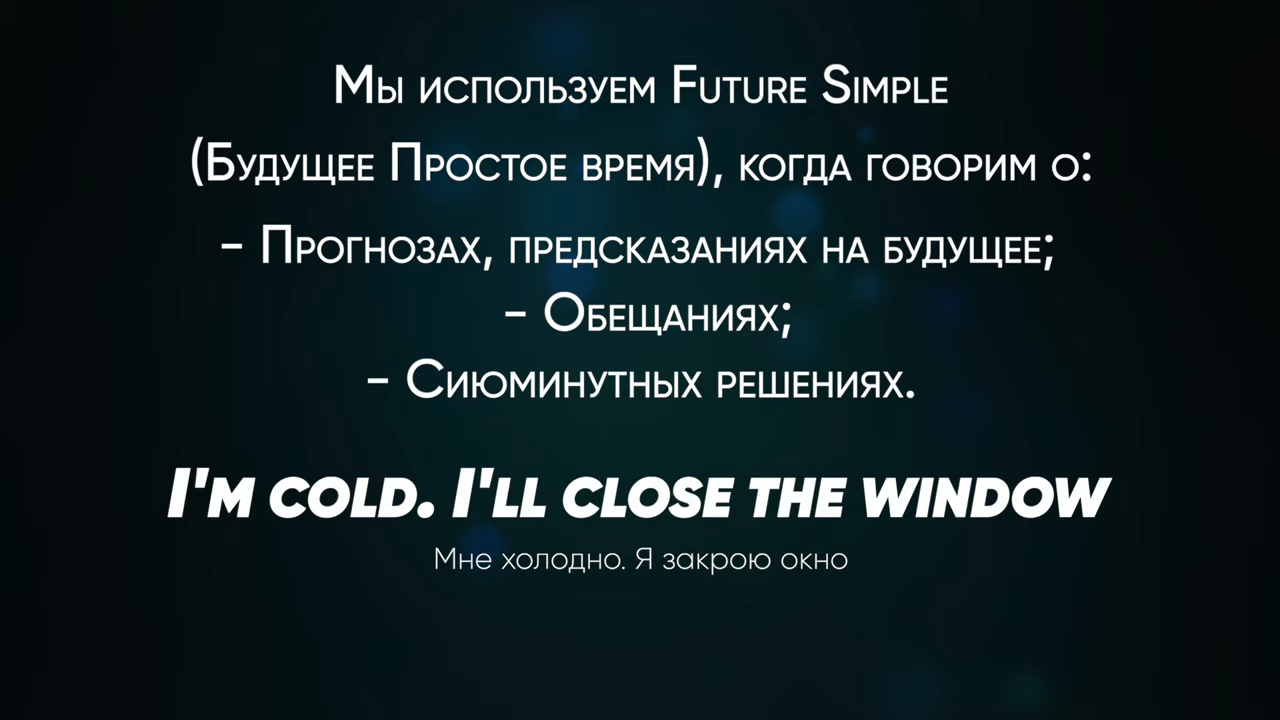 Мы используем Future Simple
(Будущее Простое время), когда говорим о:
- Прогнозах, предсказаниях на будущее;
- Обещаниях;
- Сиюминутных решениях.
I'm cold. I'll close the window
Мне холодно. Я закрою окно